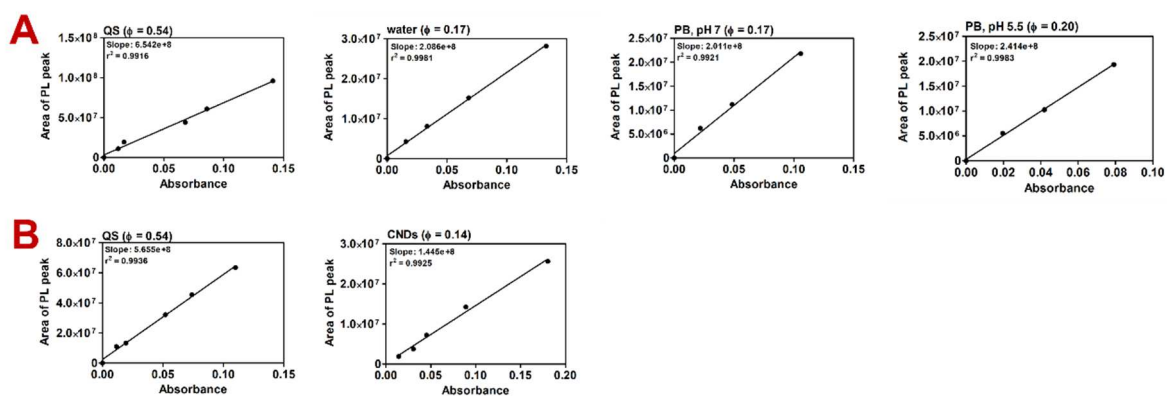 A
QS (ϕ = 0.54)
Slope: 6.542e+8
r² = 0.9916
Area of PL peak
1.5×10⁸
1.0×10⁸
5.0×10⁷
0
0.00 0.05 0.10 0.15
Absorbance
water (ϕ = 0.17)
Slope: 2.086e+8
r² = 0.9981
Area of PL peak
3.0×10⁷
2.0×10⁷
1.0×10⁷
0
0.00 0.05 0.10 0.15
Absorbance
PB, pH 7 (ϕ = 0.17)
Slope: 2.011e+8
r² = 0.9921
Area of PL peak
2.5×10⁷
2.0×10⁷
1.5×10⁷
1.0×10⁷
5.0×10⁶
0
0.00 0.05 0.10 0.15
Absorbance
PB, pH 5.5 (ϕ = 0.20)
Slope: 2.414e+8
r² = 0.9983
Area of PL peak
2.5×10⁷
2.0×10⁷
1.5×10⁷
1.0×10⁷
5.0×10⁶
0
0.00 0.02 0.04 0.06 0.08 0.10
Absorbance
B
QS (ϕ = 0.54)
Slope: 5.655e+8
r² = 0.9936
Area of PL peak
8.0×10⁷
6.0×10⁷
4.0×10⁷
2.0×10⁷
0
0.00 0.05 0.10 0.15
Absorbance
CNDs (ϕ = 0.14)
Slope: 1.445e+8
r² = 0.9925
Area of PL peak
3.0×10⁷
2.0×10⁷
1.0×10⁷
0
0.00 0.05 0.10 0.15 0.20
Absorbance